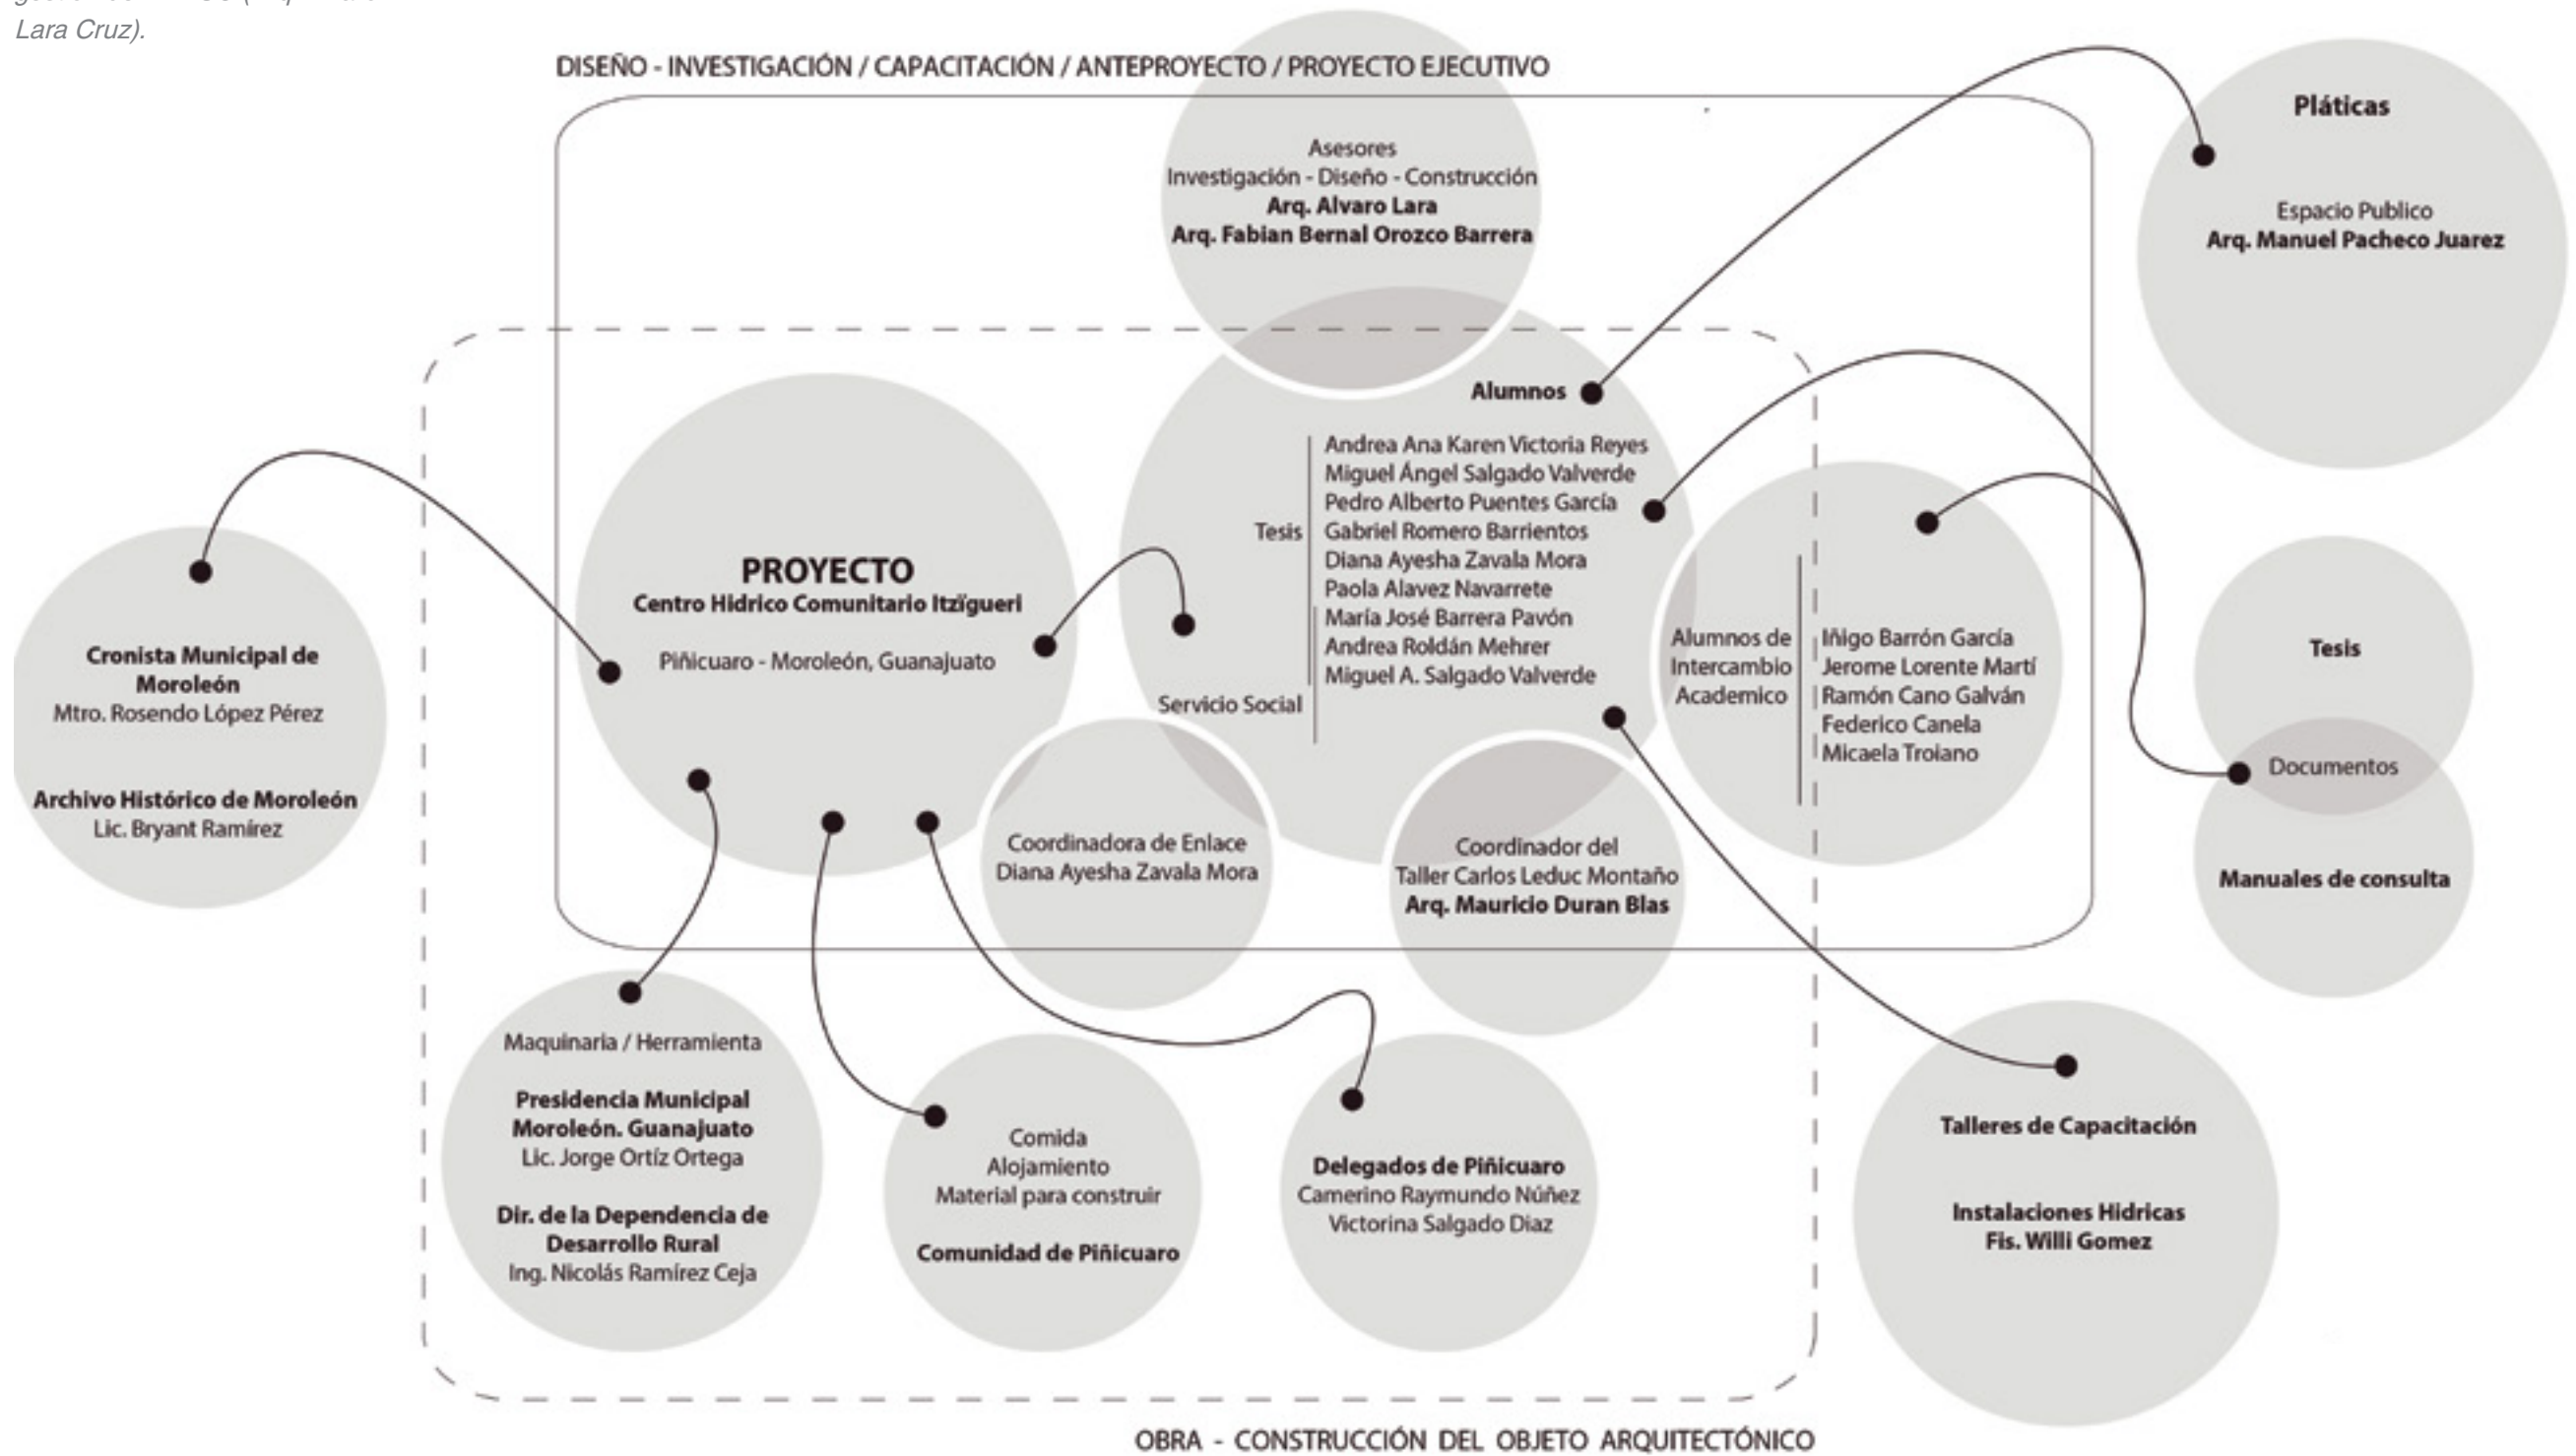 Lara Cruz).
DISEÑO - INVESTIGACIÓN / CAPACITACIÓN / ANTEPROYECTO / PROYECTO EJECUTIVO
Asesores
Investigación - Diseño - Construcción
Arq. Alvaro Lara
Arq. Fabian Bernal Orozco Barrera
Pláticas
Espacio Publico
Arq. Manuel Pacheco Juarez
Alumnos
Tesis
Andrea Ana Karen Victoria Reyes
Miguel Ángel Salgado Valverde
Pedro Alberto Puentes García
Gabriel Romero Barrientos
Diana Ayesha Zavala Mora
Paola Alavez Navarrete
María José Barrera Pavón
Andrea Roldán Mehrer
Miguel A. Salgado Valverde
Servicio Social
PROYECTO
Centro Hidrico Comunitario Itzïgueri
Piñicuaro - Moroleón, Guanajuato
Cronista Municipal de
Moroleón
Mtro. Rosendo López Pérez
Archivo Histórico de Moroleón
Lic. Bryant Ramírez
Alumnos de
Intercambio
Academico
Iñigo Barrón García
Jerome Lorente Martí
Ramón Cano Galván
Federico Canela
Micaela Troiano
Tesis
Documentos
Manuales de consulta
Coordinadora de Enlace
Diana Ayesha Zavala Mora
Coordinador del
Taller Carlos Leduc Montaño
Arq. Mauricio Duran Blas
Maquinaria / Herramienta
Presidencia Municipal
Moroleón. Guanajuato
Lic. Jorge Ortíz Ortega
Dir. de la Dependencia de
Desarrollo Rural
Ing. Nicolás Ramírez Ceja
Comida
Alojamiento
Material para construir
Comunidad de Piñicuaro
Delegados de Piñicuaro
Camerino Raymundo Núñez
Victorina Salgado Diaz
Talleres de Capacitación
Instalaciones Hidricas
Fis. Willi Gomez
OBRA - CONSTRUCCIÓN DEL OBJETO ARQUITECTÓNICO